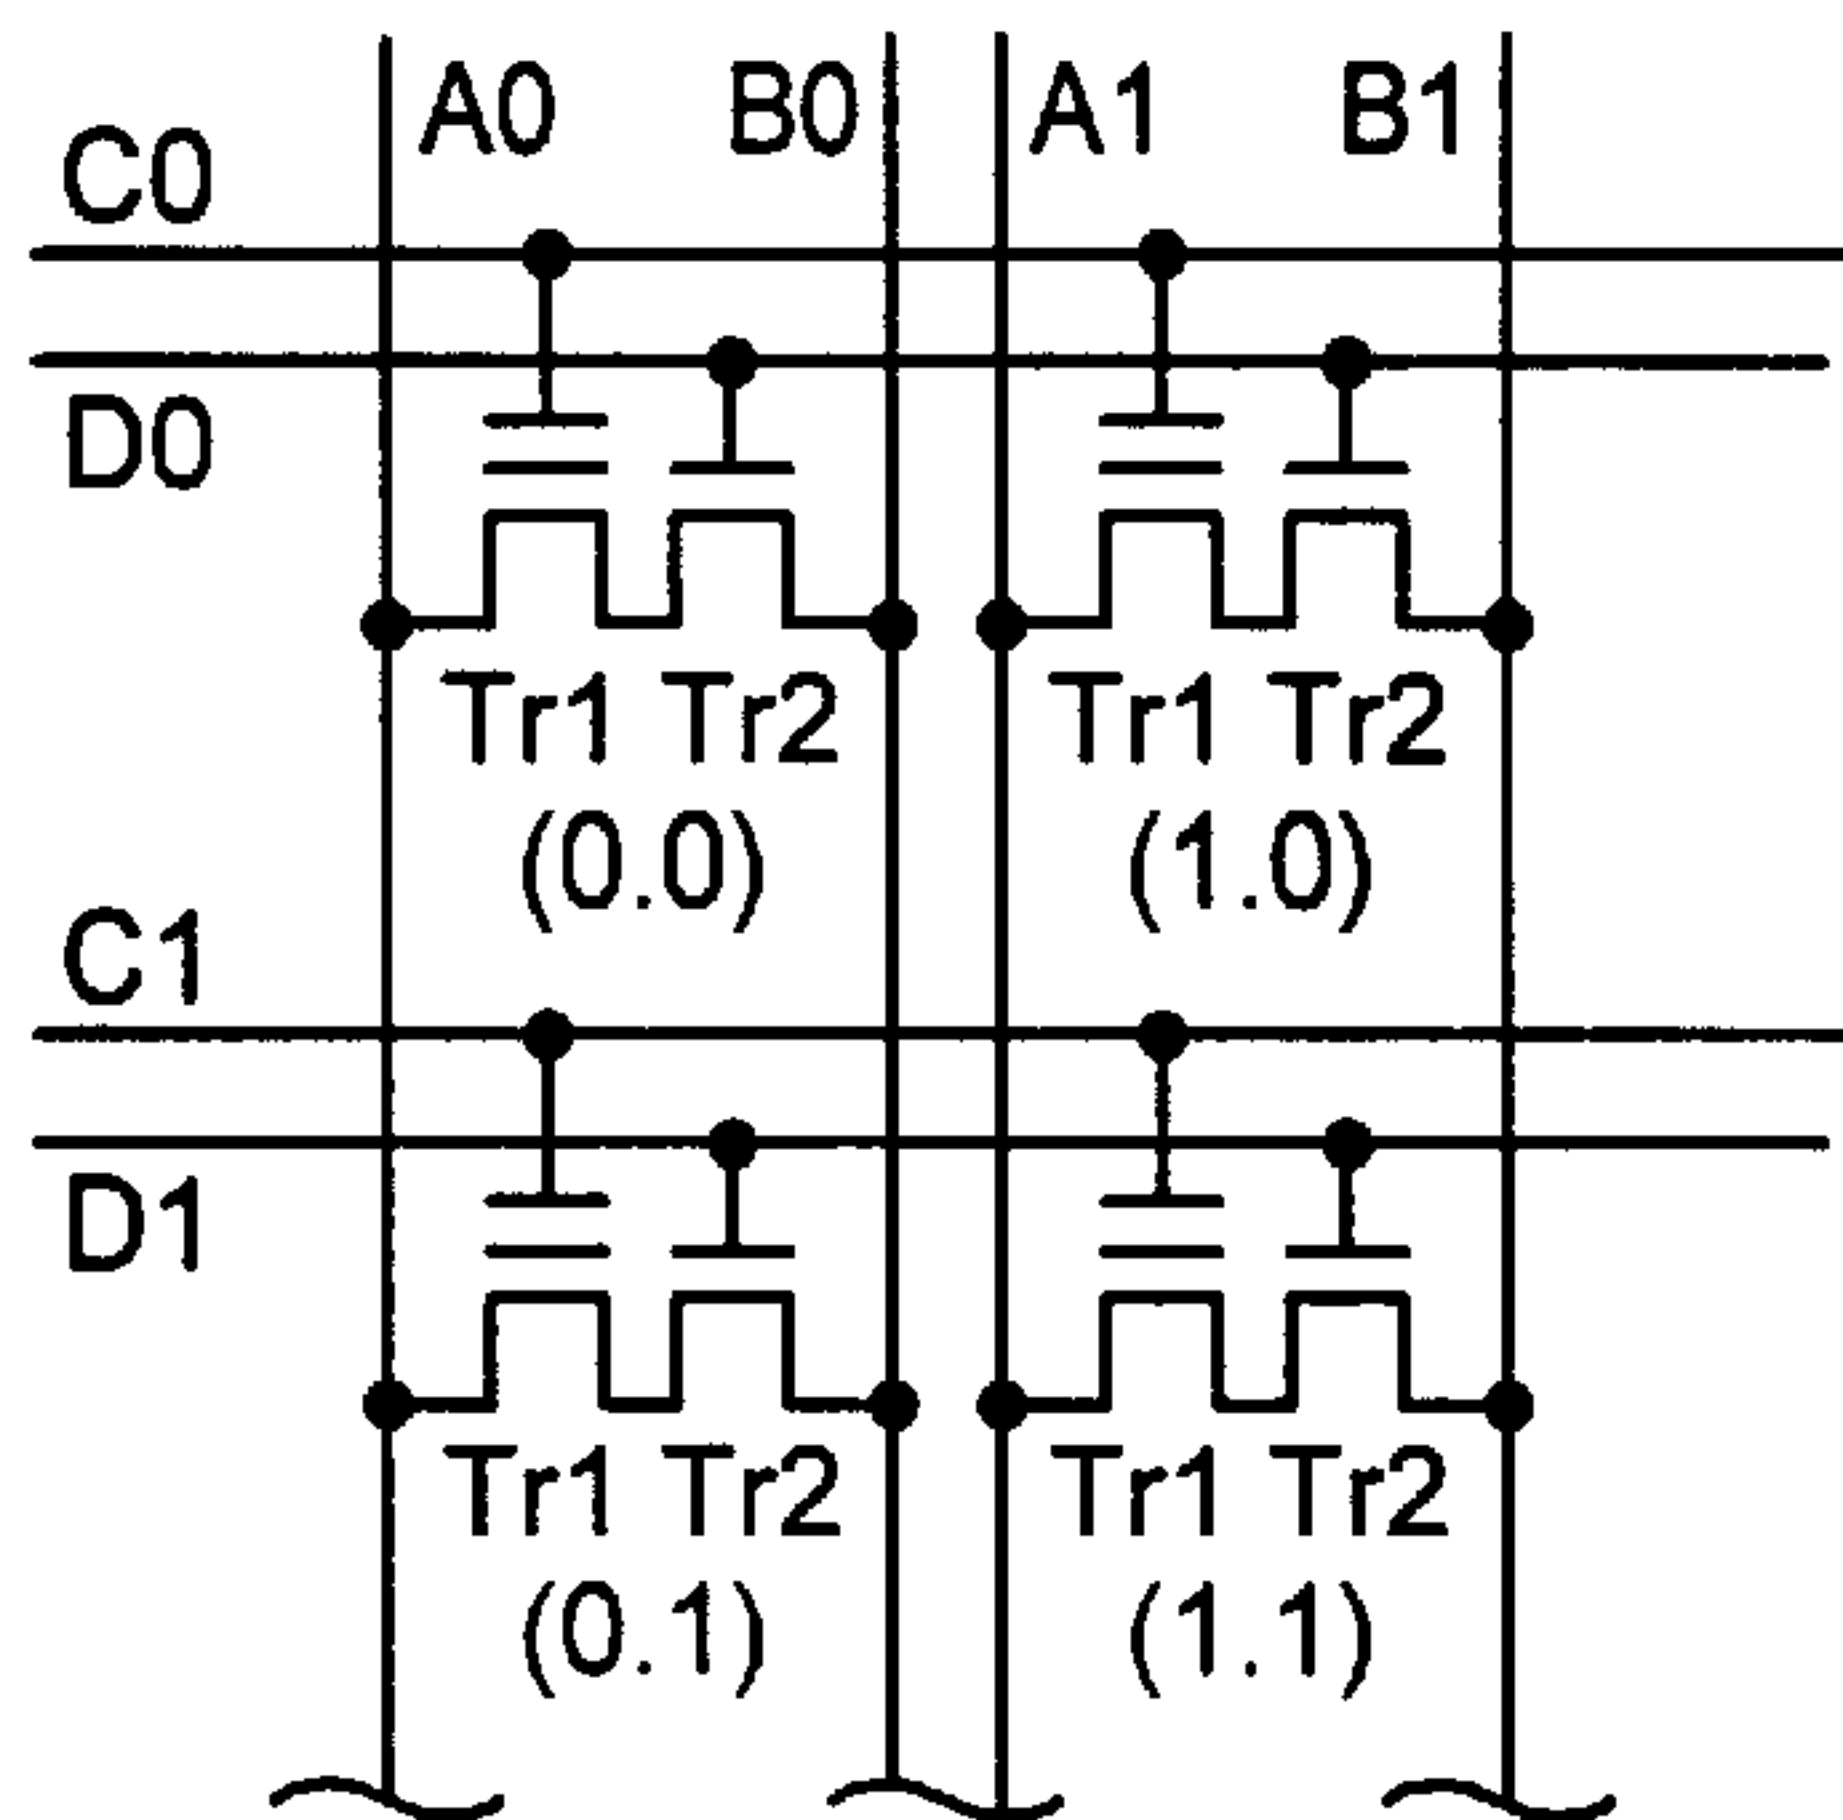 A0 B0 A1 B1
C0
D0
Tr1 Tr2 Tr1 Tr2
(0.0) (1.0)
C1
D1
Tr1 Tr2 Tr1 Tr2
(0.1) (1.1)